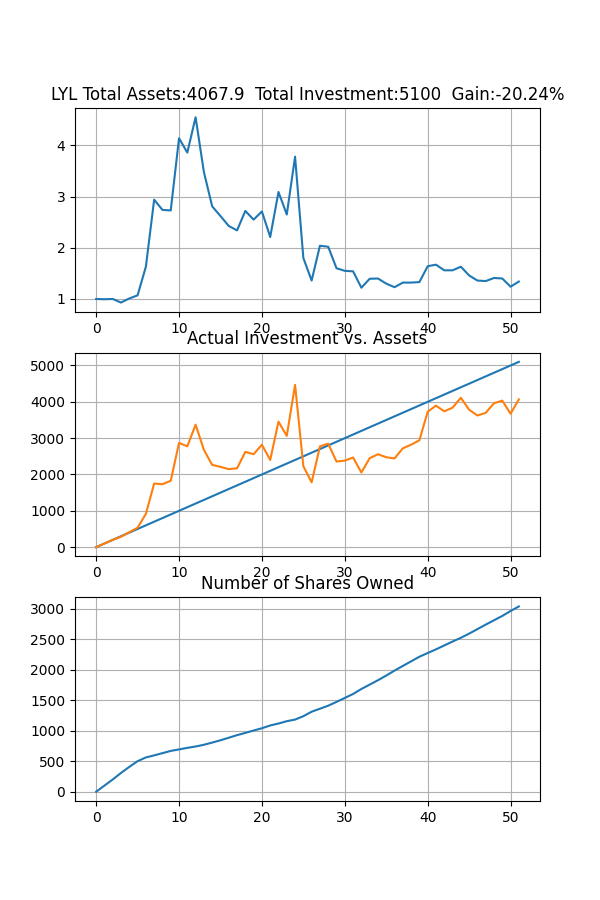 LYL Total Assets:4067.9  Total Investment:5100  Gain:-20.24%
4
3
2
1
0 10 20 30 40 50
Actual Investment vs. Assets
5000
4000
3000
2000
1000
0
0 10 20 30 40 50
Number of Shares Owned
3000
2500
2000
1500
1000
500
0
0 10 20 30 40 50